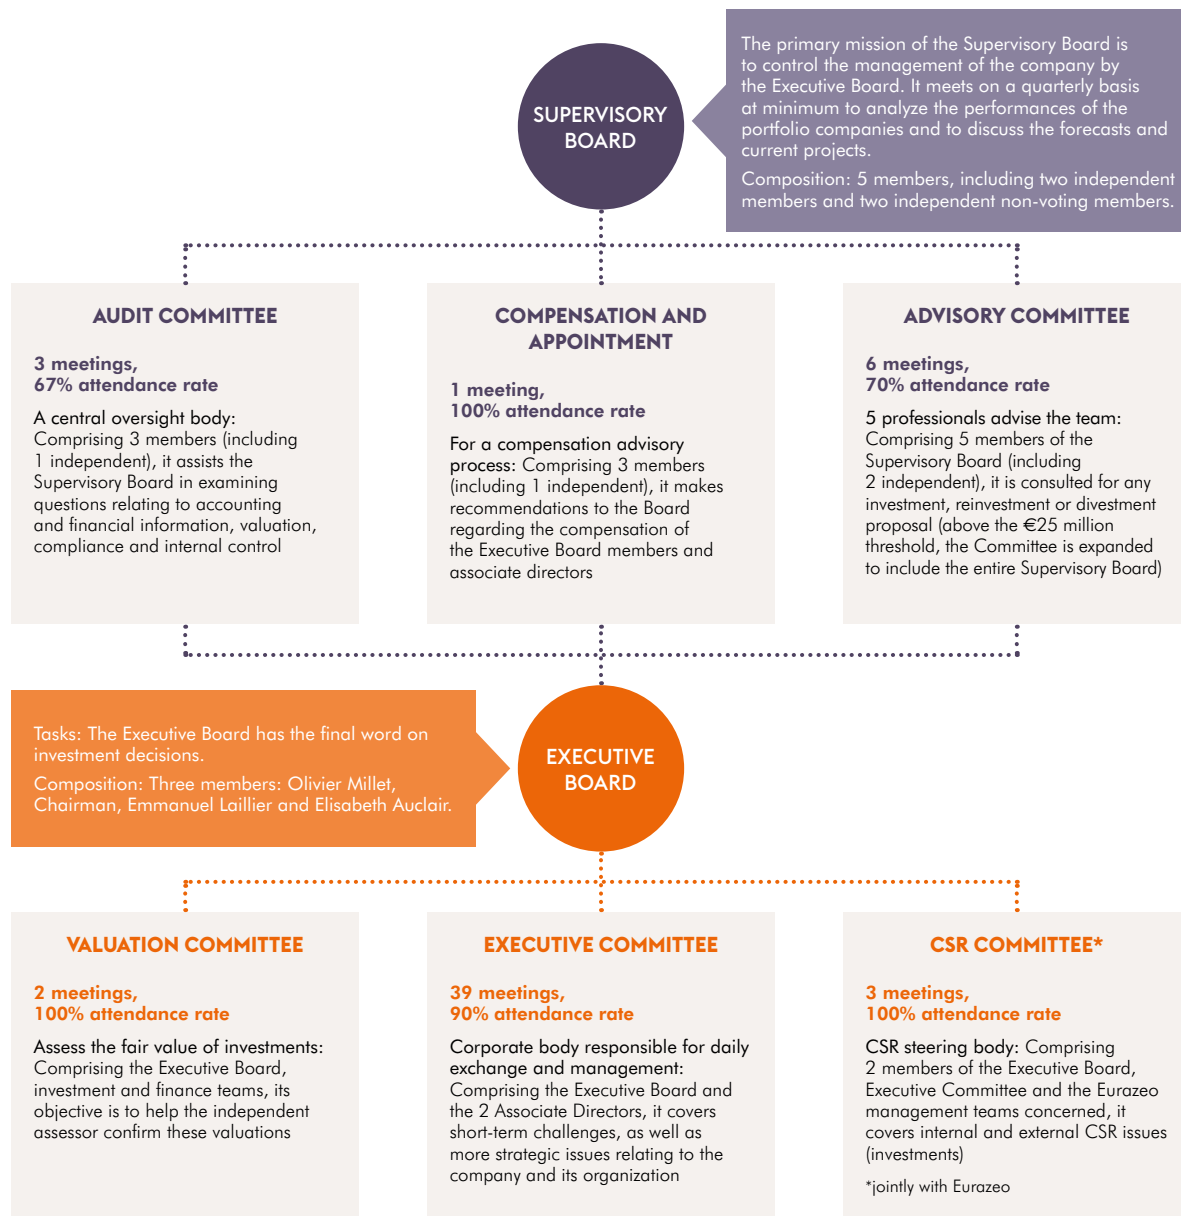 SUPERVISORY
BOARD
The primary mission of the Supervisory Board is
to control the management of the company by
the Executive Board. It meets on a quarterly basis
at minimum to analyze the performances of the
portfolio companies and to discuss the forecasts and
current projects.
Composition: 5 members, including two independent
members and two independent non-voting members.
AUDIT COMMITTEE
3 meetings,
67% attendance rate
A central oversight body:
Comprising 3 members (including
1 independent), it assists the
Supervisory Board in examining
questions relating to accounting
and financial information, valuation,
compliance and internal control
COMPENSATION AND
APPOINTMENT
1 meeting,
100% attendance rate
For a compensation advisory
process: Comprising 3 members
(including 1 independent), it makes
recommendations to the Board
regarding the compensation of
the Executive Board members and
associate directors
ADVISORY COMMITTEE
6 meetings,
70% attendance rate
5 professionals advise the team:
Comprising 5 members of the
Supervisory Board (including
2 independent), it is consulted for any
investment, reinvestment or divestment
proposal (above the €25 million
threshold, the Committee is expanded
to include the entire Supervisory Board)
Tasks: The Executive Board has the final word on
investment decisions.
Composition: Three members: Olivier Millet,
Chairman, Emmanuel Laillier and Elisabeth Auclair.
EXECUTIVE
BOARD
VALUATION COMMITTEE
2 meetings,
100% attendance rate
Assess the fair value of investments:
Comprising the Executive Board,
investment and finance teams, its
objective is to help the independent
assessor confirm these valuations
EXECUTIVE COMMITTEE
39 meetings,
90% attendance rate
Corporate body responsible for daily
exchange and management:
Comprising the Executive Board and
the 2 Associate Directors, it covers
short-term challenges, as well as
more strategic issues relating to the
company and its organization
CSR COMMITTEE*
3 meetings,
100% attendance rate
CSR steering body: Comprising
2 members of the Executive Board,
Executive Committee and the Eurazeo
management teams concerned, it
covers internal and external CSR issues
(investments)
*jointly with Eurazeo